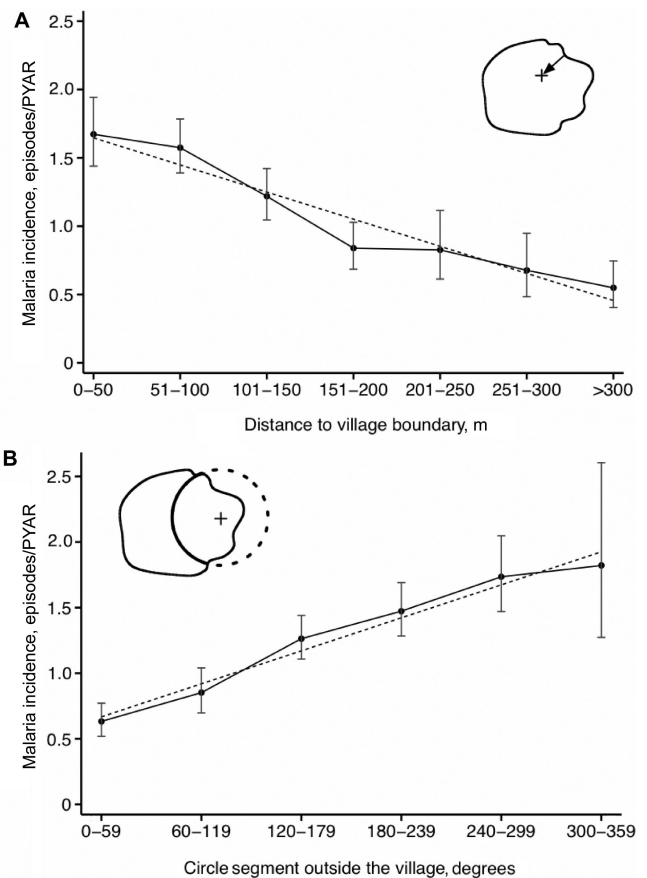 A
Malaria incidence, episodes/PYAR
2.5
2.0
1.5
1.0
0.5
0
0–50 51–100 101–150 151–200 201–250 251–300 >300
Distance to village boundary, m
B
Malaria incidence, episodes/PYAR
2.5
2.0
1.5
1.0
0.5
0
0–59 60–119 120–179 180–239 240–299 300–359
Circle segment outside the village, degrees